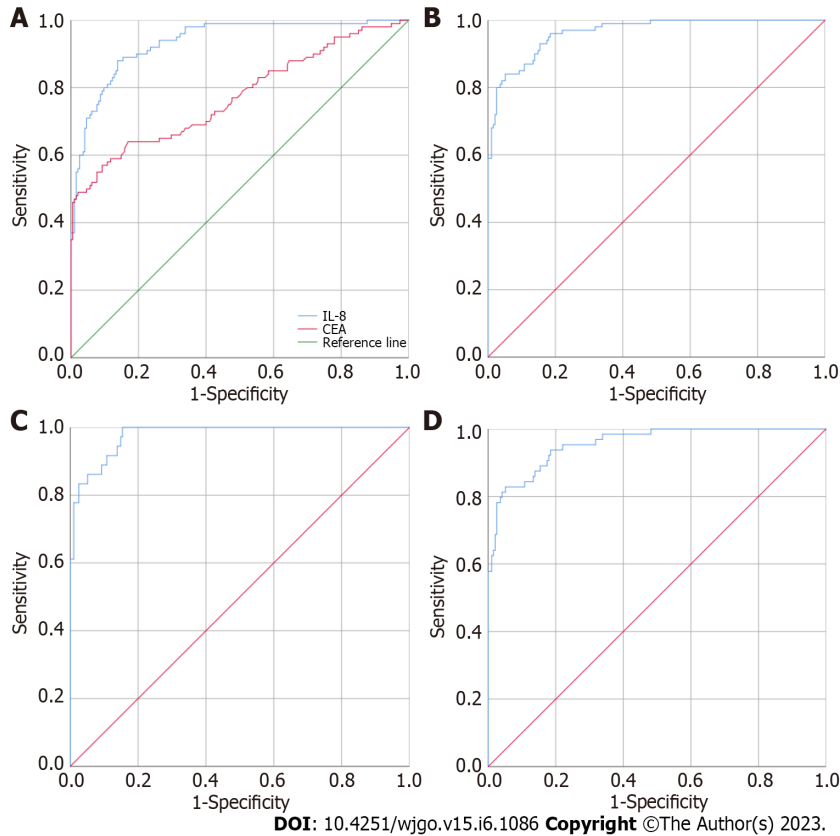 A
1.0
0.8
0.6
0.4
0.2
0.0
Sensitivity
0.0 0.2 0.4 0.6 0.8 1.0
1-Specificity
IL-8
CEA
Reference line
B
1.0
0.8
0.6
0.4
0.2
0.0
Sensitivity
0.0 0.2 0.4 0.6 0.8 1.0
1-Specificity
C
1.0
0.8
0.6
0.4
0.2
0.0
Sensitivity
0.0 0.2 0.4 0.6 0.8 1.0
1-Specificity
D
1.0
0.8
0.6
0.4
0.2
0.0
Sensitivity
0.0 0.2 0.4 0.6 0.8 1.0
1-Specificity
DOI: 10.4251/wjgo.v15.i6.1086 Copyright ©The Author(s) 2023.